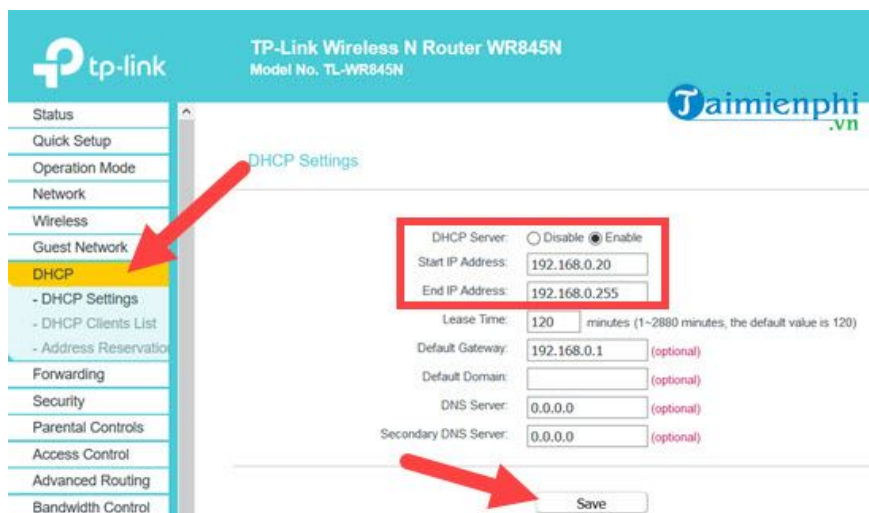 tp-link
TP-Link Wireless N Router WR845N
Model No. TL-WR845N
Taimienphi
.vn
Status
Quick Setup
Operation Mode
Network
Wireless
Guest Network
DHCP
- DHCP Settings
- DHCP Clients List
- Address Reservatio
Forwarding
Security
Parental Controls
Access Control
Advanced Routing
Bandwidth Control
DHCP Settings
DHCP Server: Disable Enable
Start IP Address: 192.168.0.20
End IP Address: 192.168.0.255
Lease Time: 120 minutes (1~2880 minutes, the default value is 120)
Default Gateway: 192.168.0.1 (optional)
Default Domain: (optional)
DNS Server: 0.0.0.0 (optional)
Secondary DNS Server: 0.0.0.0 (optional)
Save